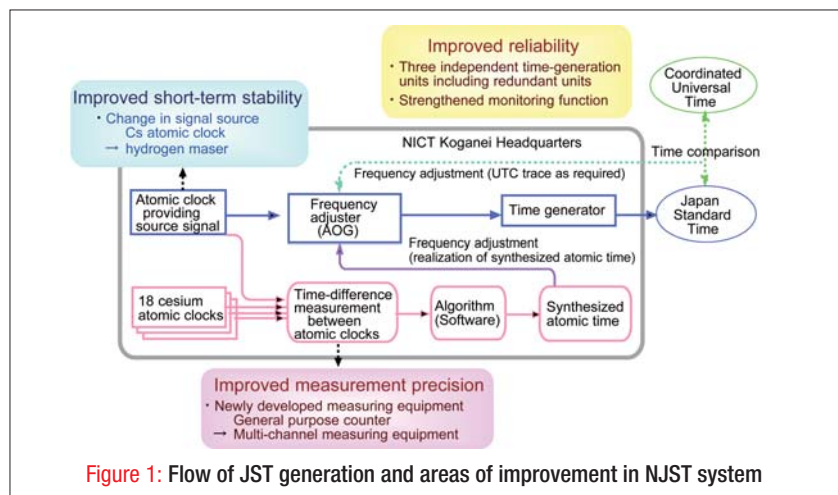 Improved reliability
・Three independent time-generation
units including redundant units
・Strengthened monitoring function
Coordinated
Universal
Time
Improved short-term stability
・Change in signal source
Cs atomic clock
→ hydrogen maser
NICT Koganei Headquarters
Time comparison
Frequency adjustment (UTC trace as required)
Atomic clock
providing
source signal
Frequency
adjuster
(AOG)
Time generator
Japan
Standard
Time
Frequency adjustment
(realization of synthesized atomic time)
18 cesium
atomic clocks
Time-difference
measurement
between
atomic clocks
Algorithm
(Software)
Synthesized
atomic time
Improved measurement precision
・Newly developed measuring equipment
General purpose counter
→ Multi-channel measuring equipment
Figure 1: Flow of JST generation and areas of improvement in NJST system